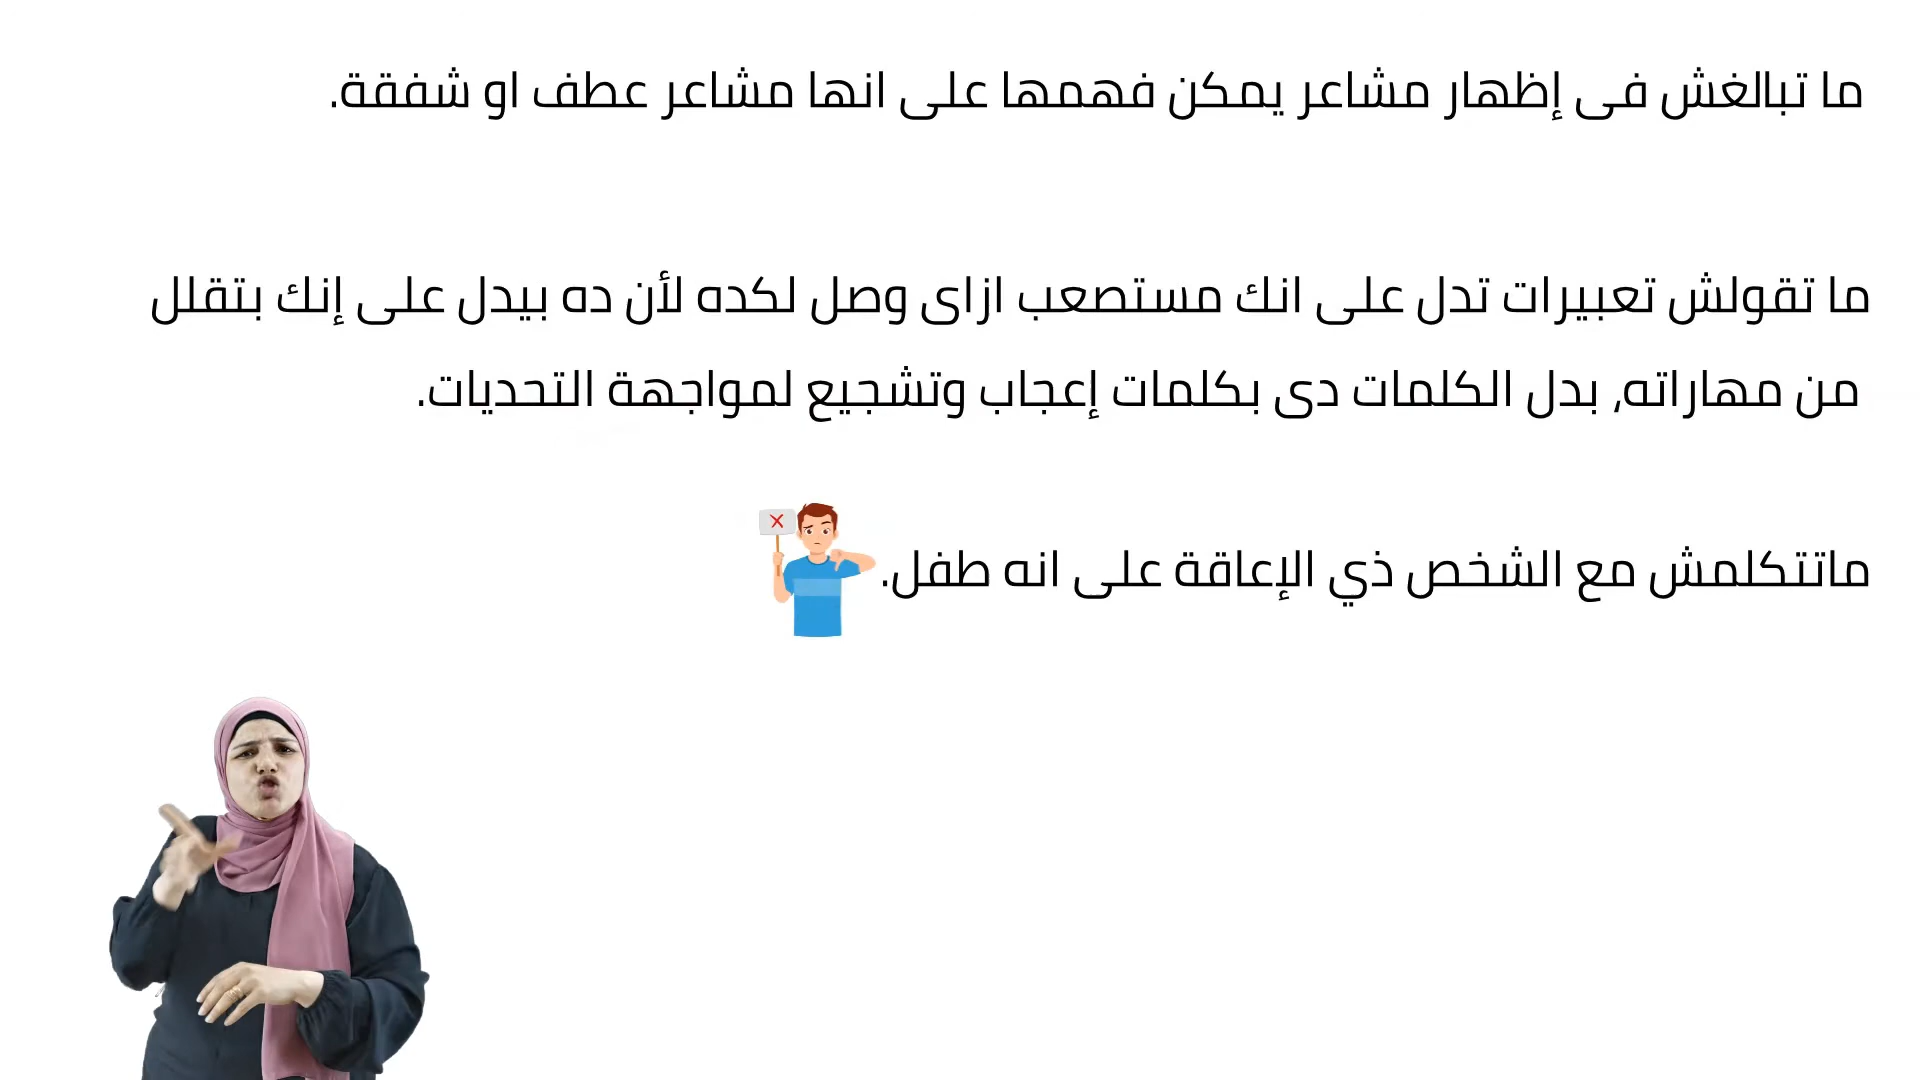 ما تبالغش فى إظهار مشاعر يمكن فهمها على انها مشاعر عطف او شفقة.
ما تقولش تعبيرات تدل على انك مستصعب ازاى وصل لكده لأن ده بيدل على إنك بتقلل
من مهاراته, بدل الكلمات دى بكلمات إعجاب وتشجيع لمواجهة التحديات.
ماتتكلمش مع الشخص ذي الإعاقة على انه طفل.